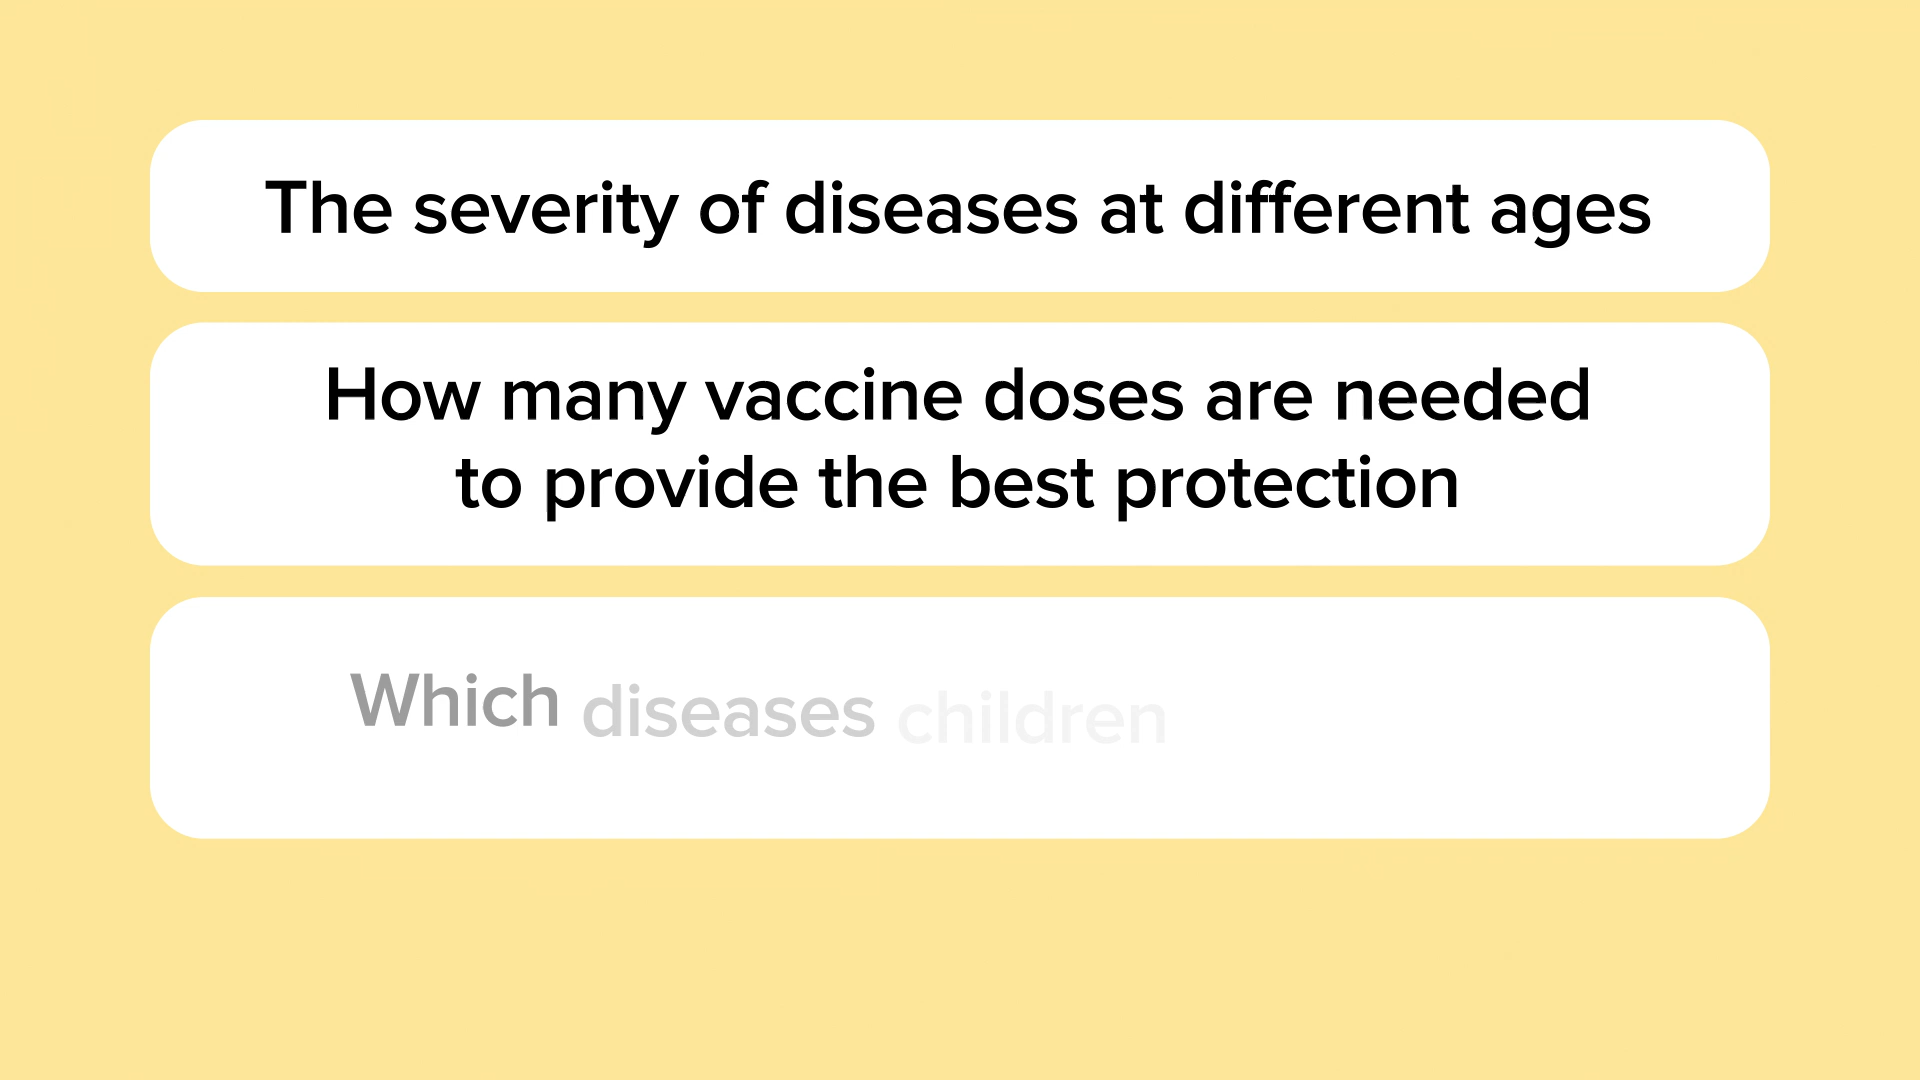 The severity of diseases at different ages
How many vaccine doses are needed
to provide the best protection
Which diseases children